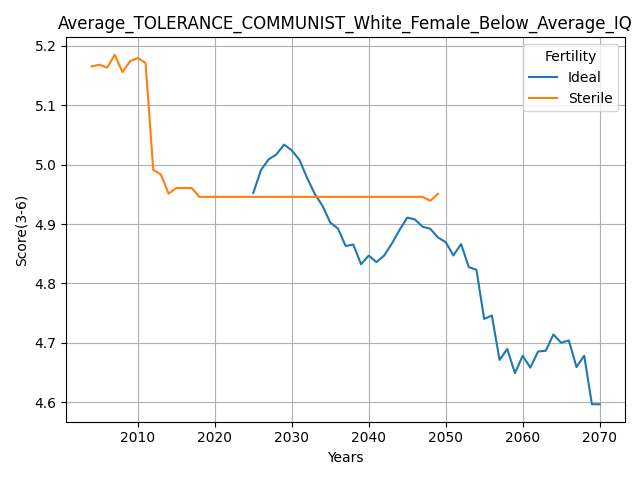 Average_TOLERANCE_COMMUNIST_White_Female_Below_Average_IQ
Fertility
Ideal
Sterile
Score(3-6)
5.2
5.1
5.0
4.9
4.8
4.7
4.6
2010 2020 2030 2040 2050 2060 2070
Years